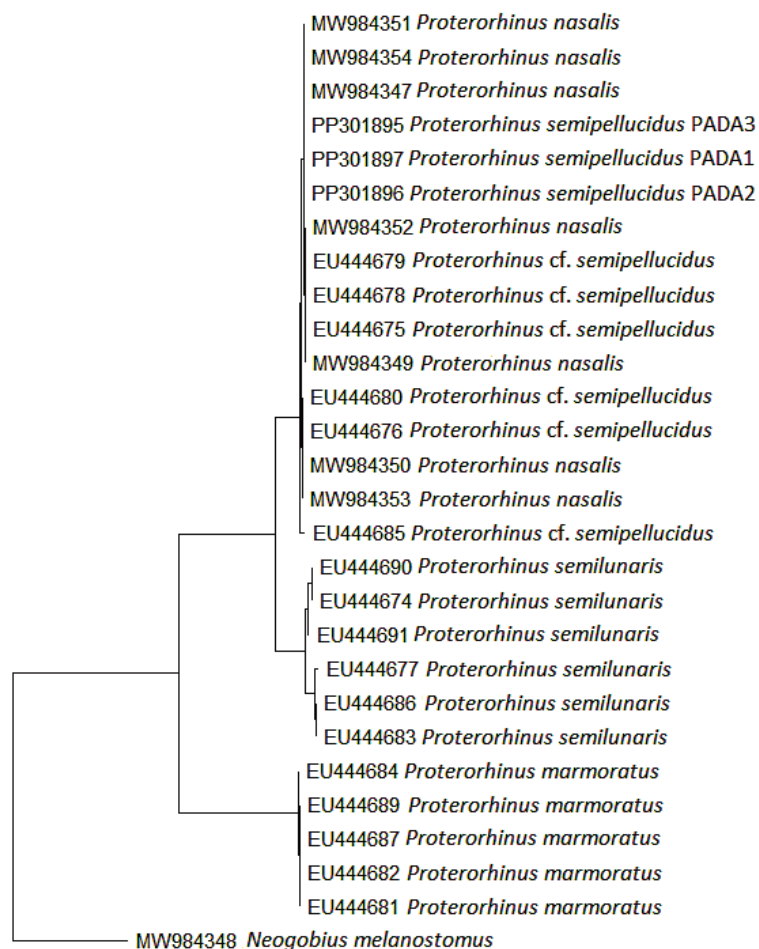 MW984351 Proterorhinus nasalis
MW984354 Proterorhinus nasalis
MW984347 Proterorhinus nasalis
PP301895 Proterorhinus semipellucidus PADA3
PP301897 Proterorhinus semipellucidus PADA1
PP301896 Proterorhinus semipellucidus PADA2
MW984352 Proterorhinus nasalis
EU444679 Proterorhinus cf. semipellucidus
EU444678 Proterorhinus cf. semipellucidus
EU444675 Proterorhinus cf. semipellucidus
MW984349 Proterorhinus nasalis
EU444680 Proterorhinus cf. semipellucidus
EU444676 Proterorhinus cf. semipellucidus
MW984350 Proterorhinus nasalis
MW984353 Proterorhinus nasalis
EU444685 Proterorhinus cf. semipellucidus
EU444690 Proterorhinus semilunaris
EU444674 Proterorhinus semilunaris
EU444691 Proterorhinus semilunaris
EU444677 Proterorhinus semilunaris
EU444686 Proterorhinus semilunaris
EU444683 Proterorhinus semilunaris
EU444684 Proterorhinus marmoratus
EU444689 Proterorhinus marmoratus
EU444687 Proterorhinus marmoratus
EU444682 Proterorhinus marmoratus
EU444681 Proterorhinus marmoratus
MW984348 Neogobius melanostomus